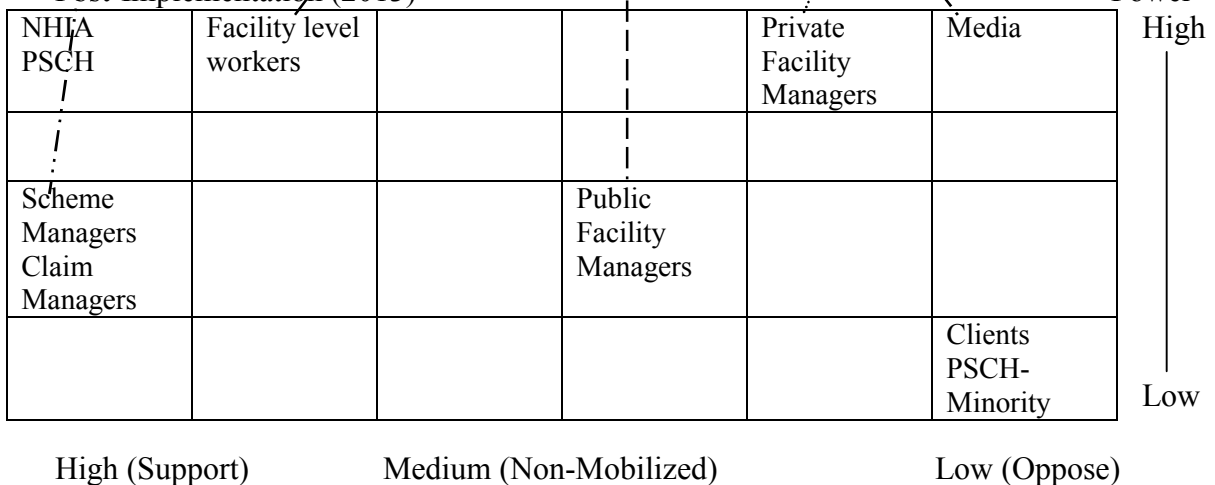 NHIA
PSCH
Facility level
workers
Private
Facility
Managers
Media
High
Scheme
Managers
Claim
Managers
Public
Facility
Managers
Clients
PSCH-
Minority
Low
High (Support) Medium (Non-Mobilized) Low (Oppose)